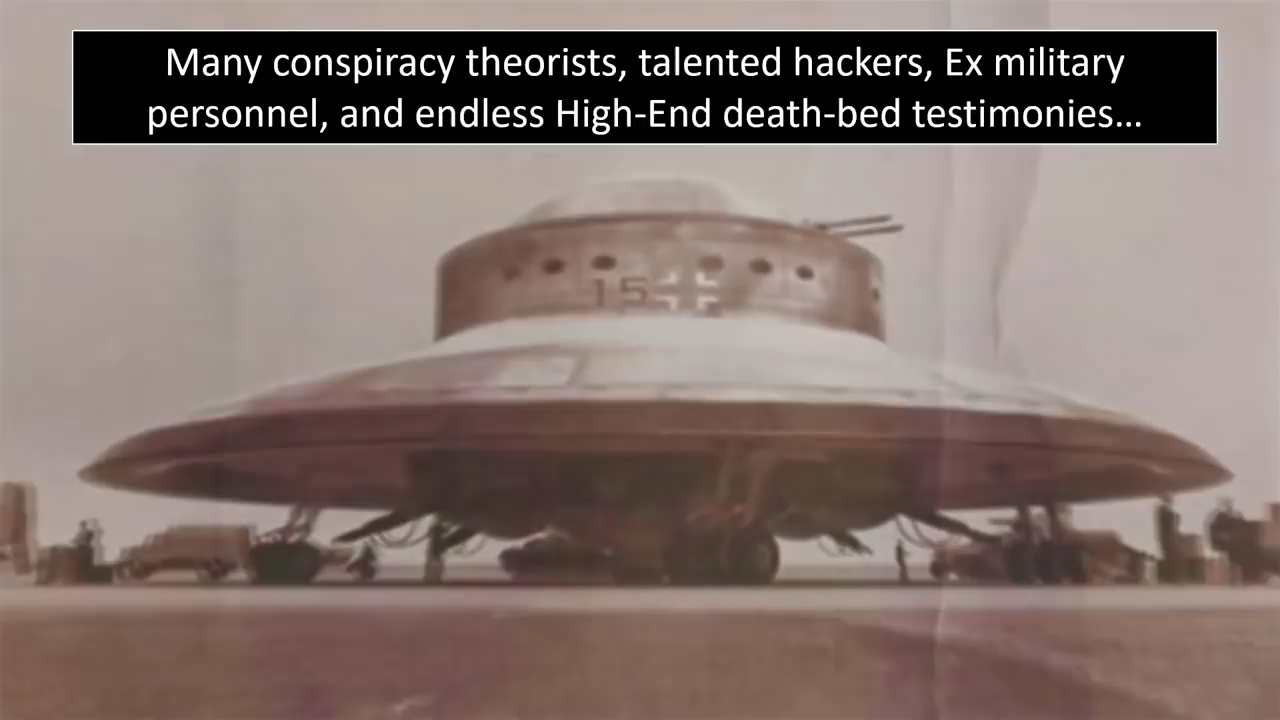 Many conspiracy theorists, talented hackers, Ex military
personnel, and endless High-End death-bed testimonies…
15